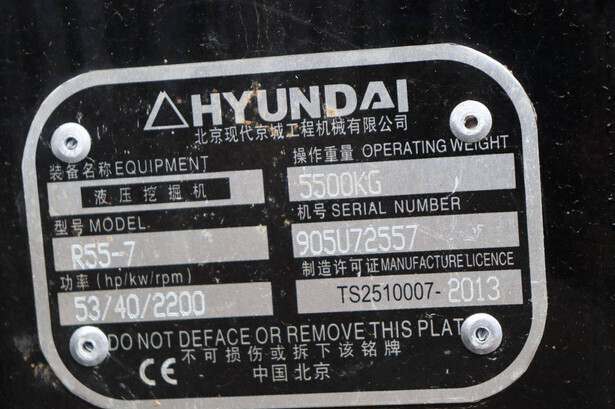 HYUNDAI
北京现代京城工程机械有限公司
装备名称 EQUIPMENT
液压挖掘机
操作重量 OPERATING WEIGHT
5500KG
型号 MODEL
R55-7
机号 SERIAL NUMBER
905U72557
功率 (hp/kw/rpm)
53/40/2200
制造许可证 MANUFACTURE LICENCE
TS2510007-2013
DO NOT DEFACE OR REMOVE THIS PLAT
不可损伤或拆下该铭牌
CE
中国北京